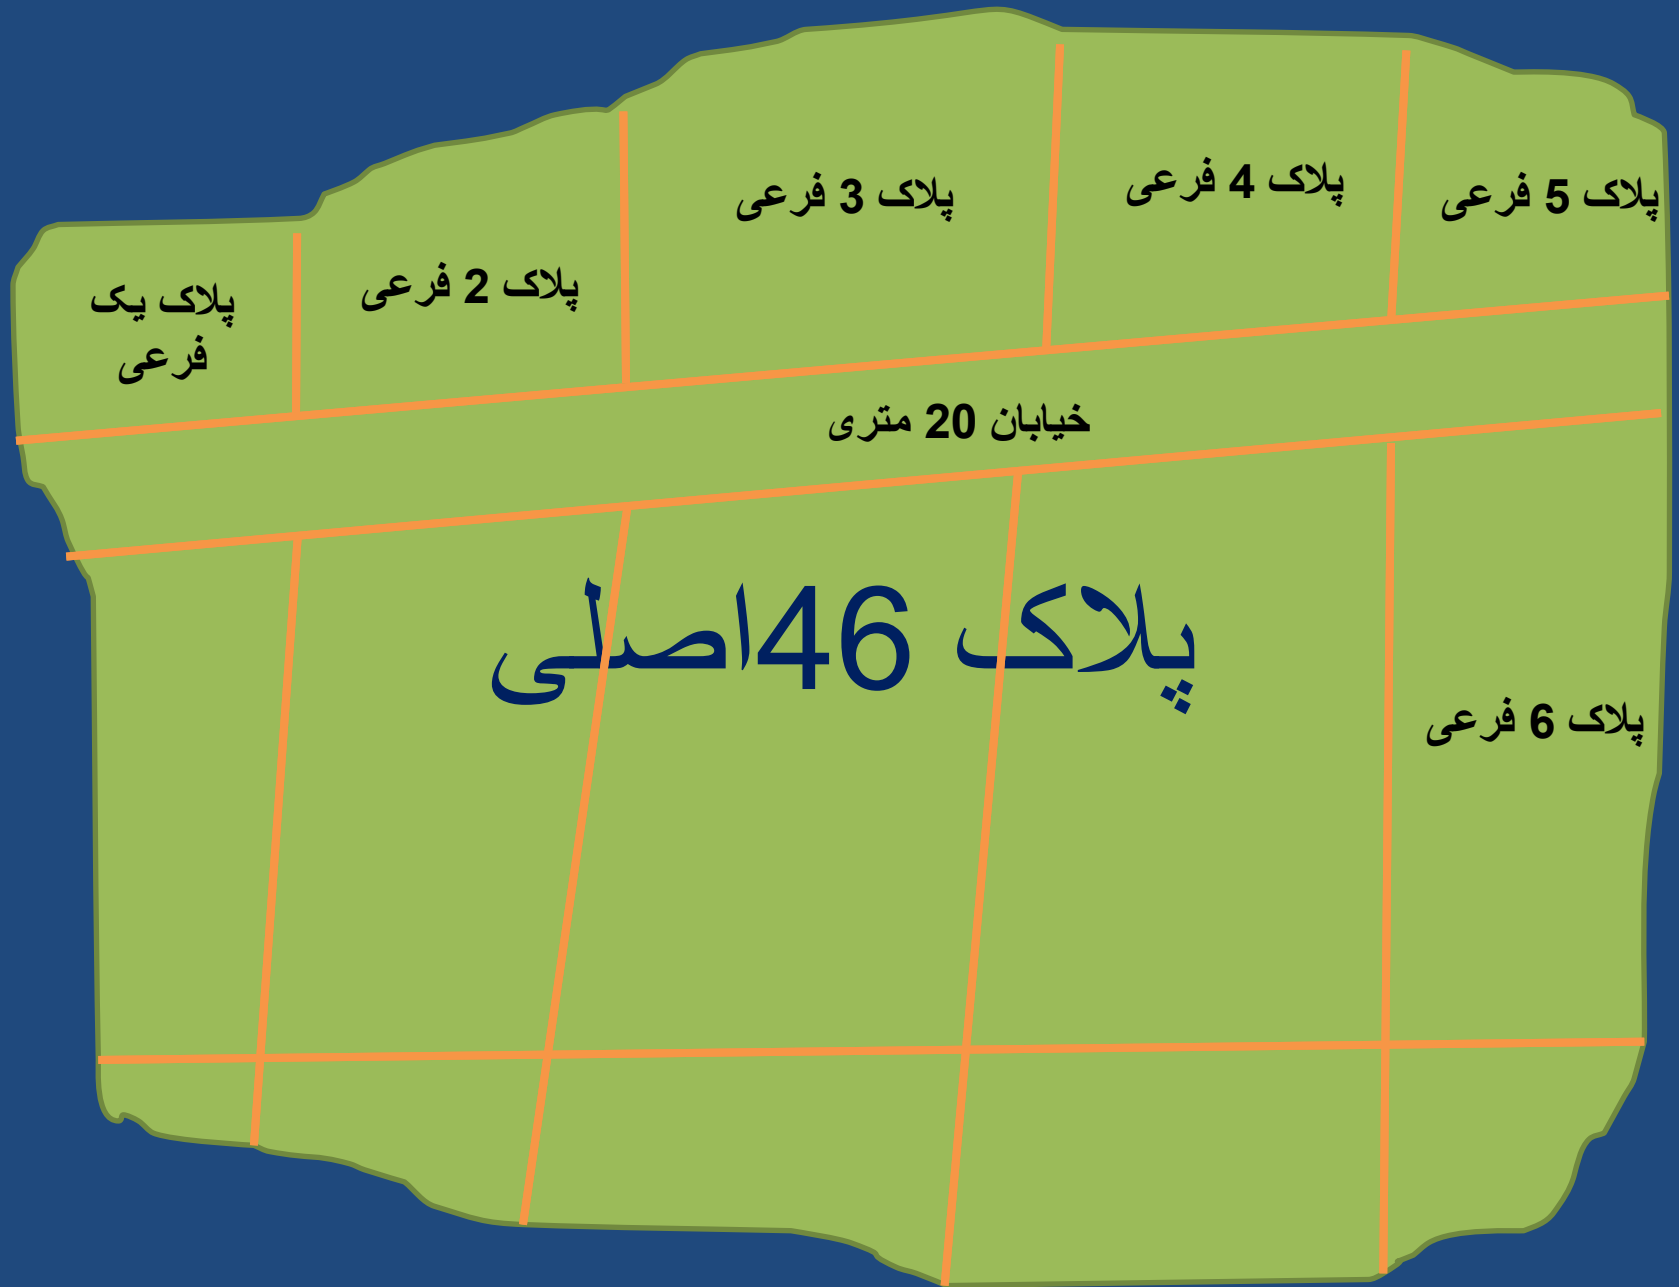 پلاک 5 فرعی
پلاک 4 فرعی
پلاک 3 فرعی
پلاک 2 فرعی
پلاک یک
فرعی
خیابان 20 متری
پلاک 46اصلی
پلاک 6 فرعی